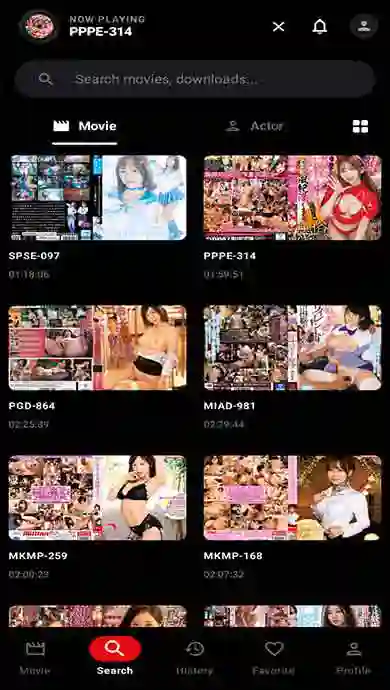 NOW PLAYING
PPPE-314
Search movies, downloads...
Movie
Actor
SPSE-097
01:18:06
PPPE-314
01:59:51
PGD-864
02:25:39
MIAD-981
02:29:44
MKMP-259
02:00:23
MKMP-168
02:07:32
Movie
Search
History
Favorite
Profile